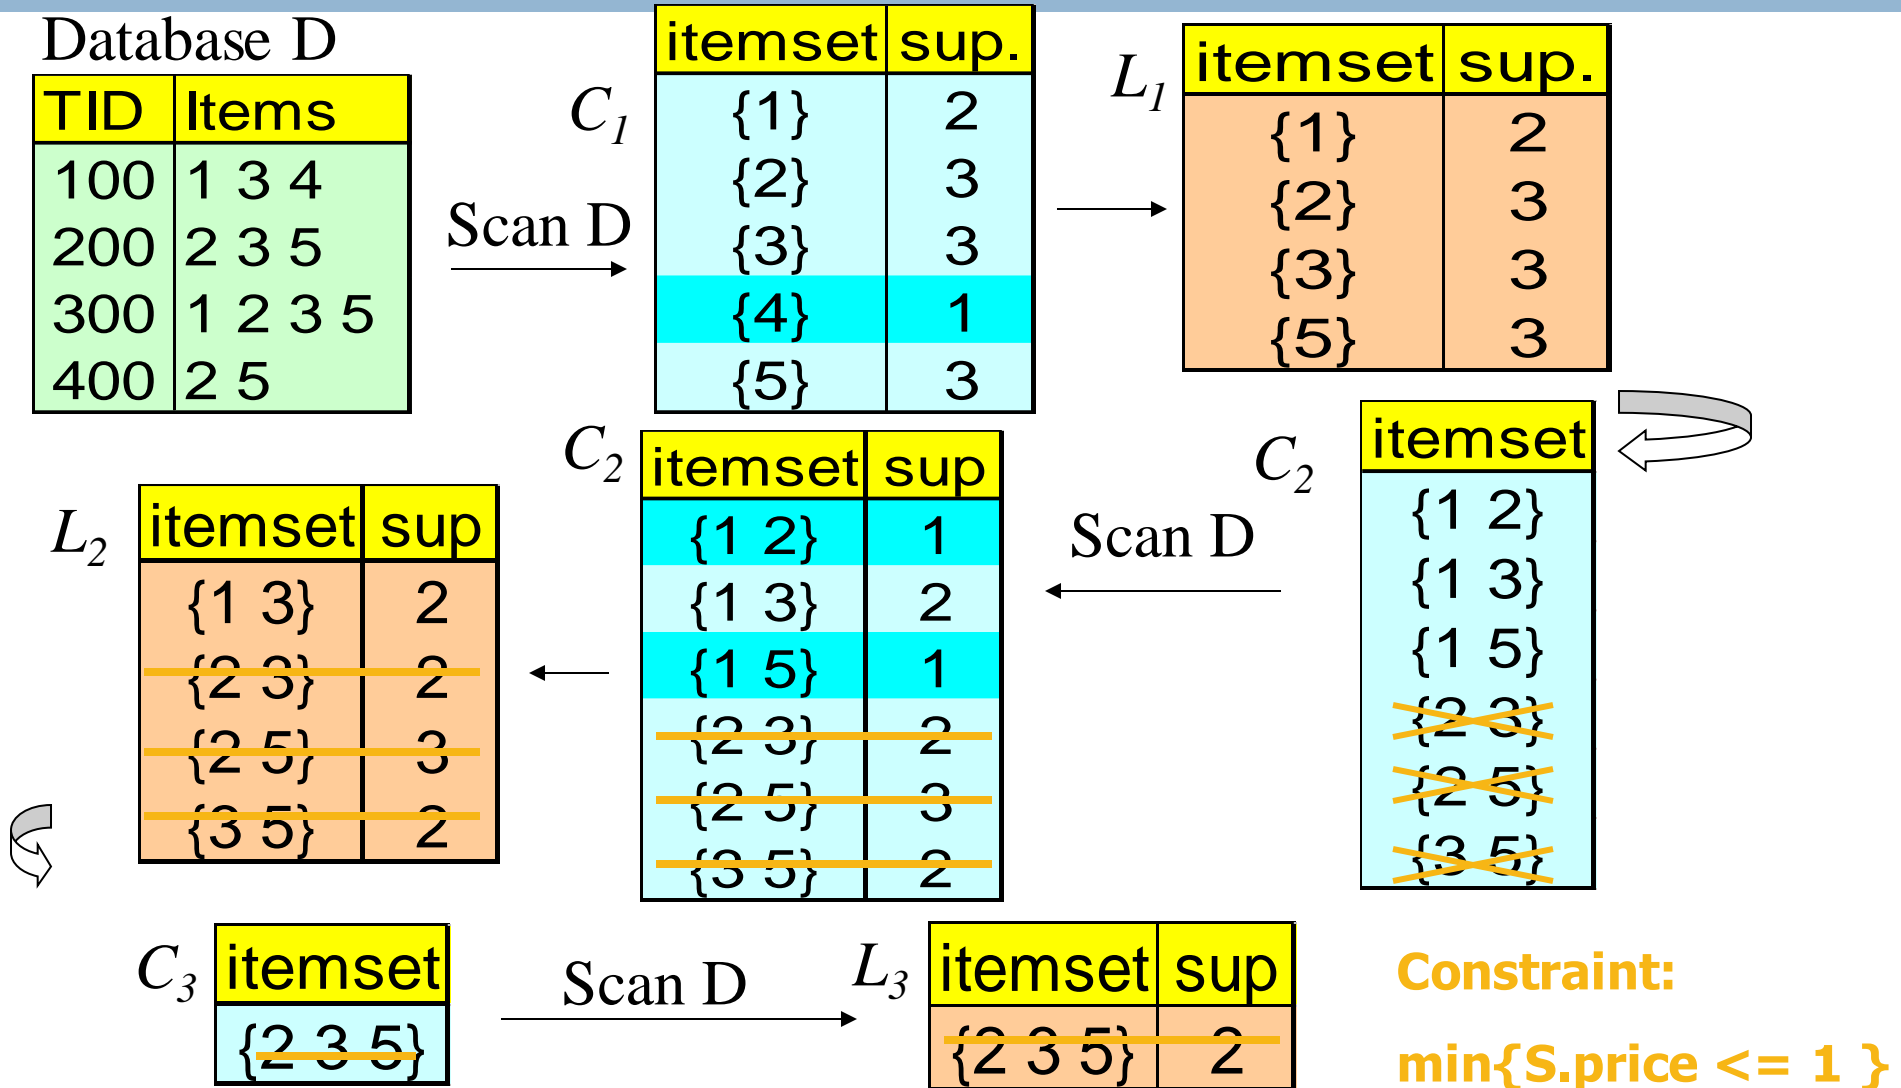 Database D
TID Items
100 1 3 4
200 2 3 5
300 1 2 3 5
400 2 5
Scan D
C1
itemset sup.
{1} 2
{2} 3
{3} 3
{4} 1
{5} 3
L1
itemset sup.
{1} 2
{2} 3
{3} 3
{5} 3
C2
itemset
{1 2}
{1 3}
{1 5}
{2 3}
{2 5}
{3 5}
Scan D
C2
itemset sup
{1 2} 1
{1 3} 2
{1 5} 1
{2 3} 2
{2 5} 3
{3 5} 2
L2
itemset sup
{1 3} 2
{2 3} 2
{2 5} 3
{3 5} 2
C3
itemset
{2 3 5}
Scan D
L3
itemset sup
{2 3 5} 2
Constraint:
min{S.price <= 1 }